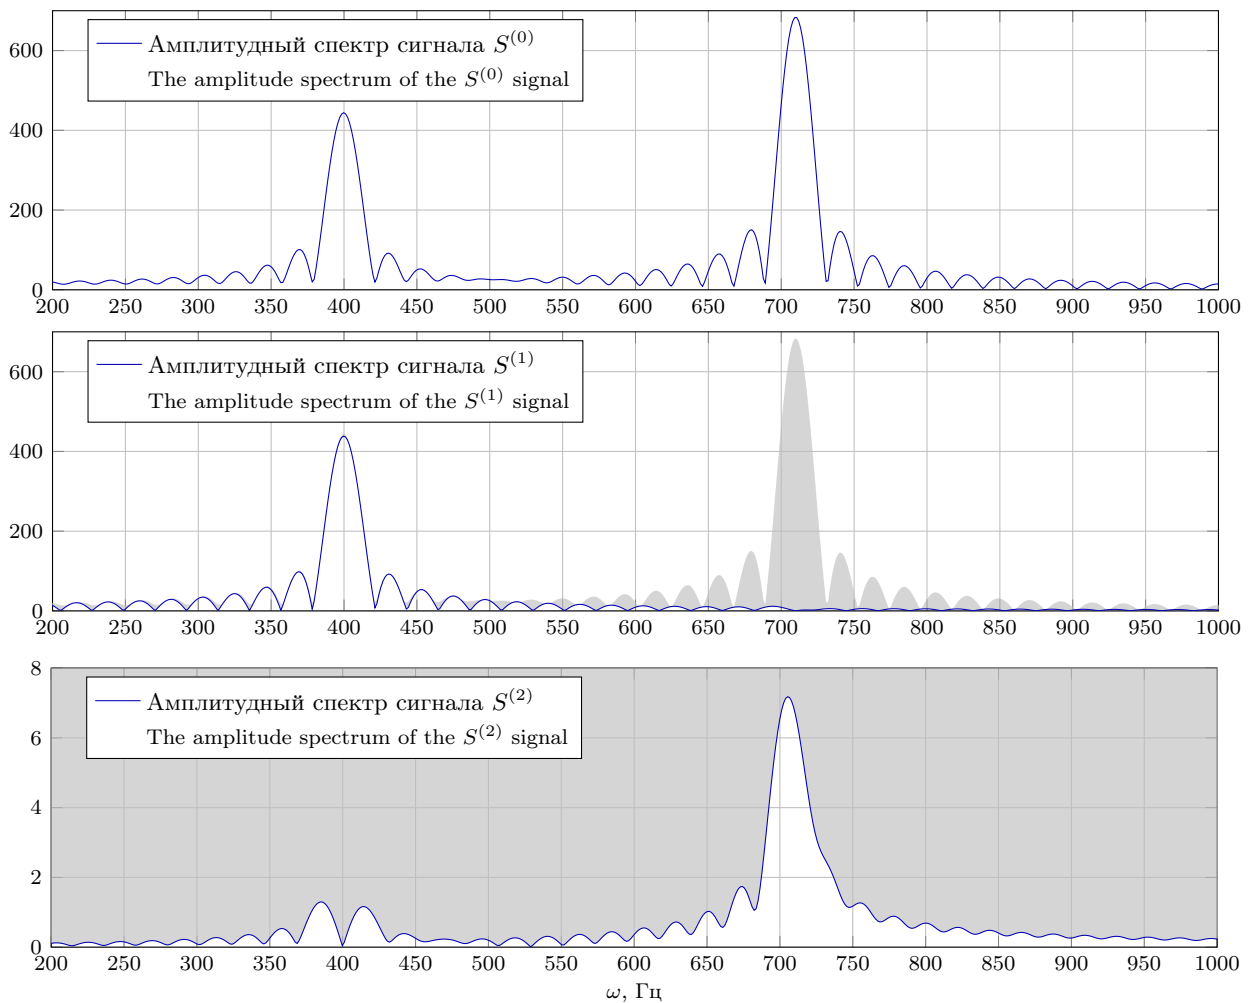 600
400
200
0
Амплитудный спектр сигнала S^(0)
The amplitude spectrum of the S^(0) signal
200 250 300 350 400 450 500 550 600 650 700 750 800 850 900 950 1000
600
400
200
0
Амплитудный спектр сигнала S^(1)
The amplitude spectrum of the S^(1) signal
200 250 300 350 400 450 500 550 600 650 700 750 800 850 900 950 1000
8
6
4
2
0
Амплитудный спектр сигнала S^(2)
The amplitude spectrum of the S^(2) signal
200 250 300 350 400 450 500 550 600 650 700 750 800 850 900 950 1000
ω, Гц